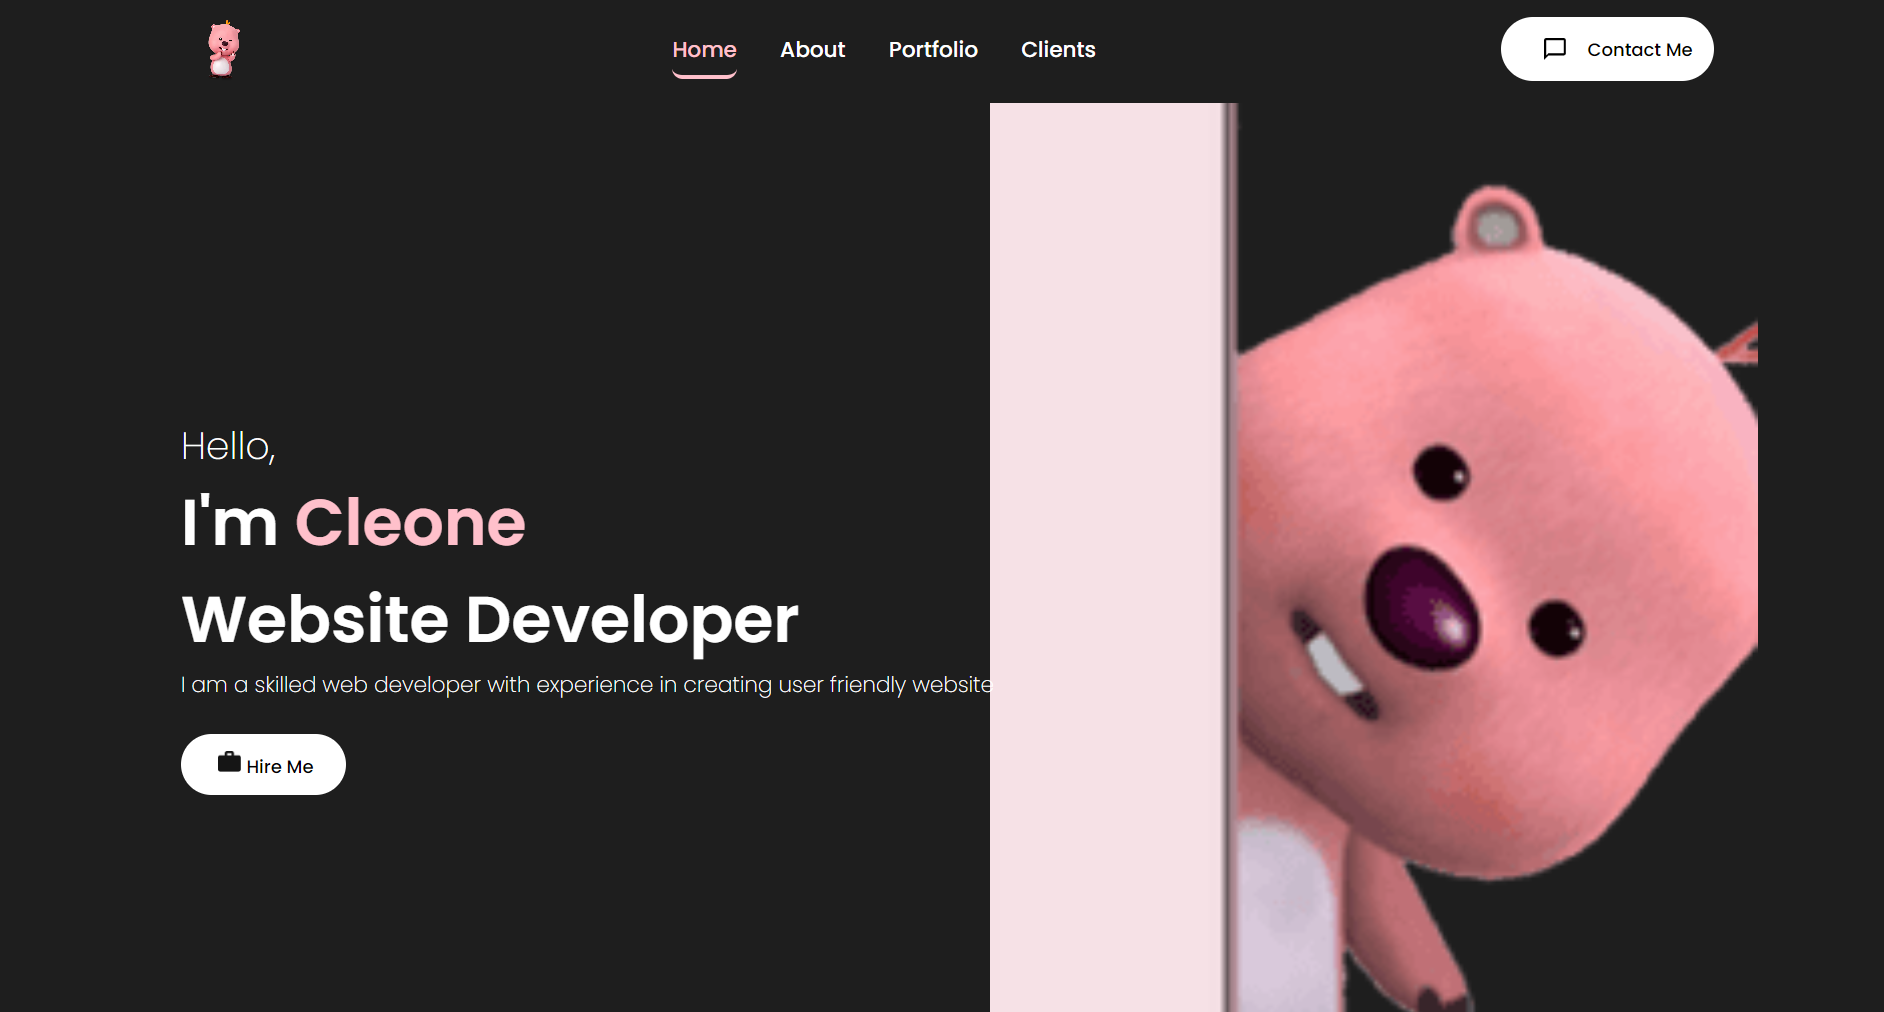 Home About Portfolio Clients
Contact Me
Hello,
I'm Cleone
Website Developer
I am a skilled web developer with experience in creating user friendly website
Hire Me